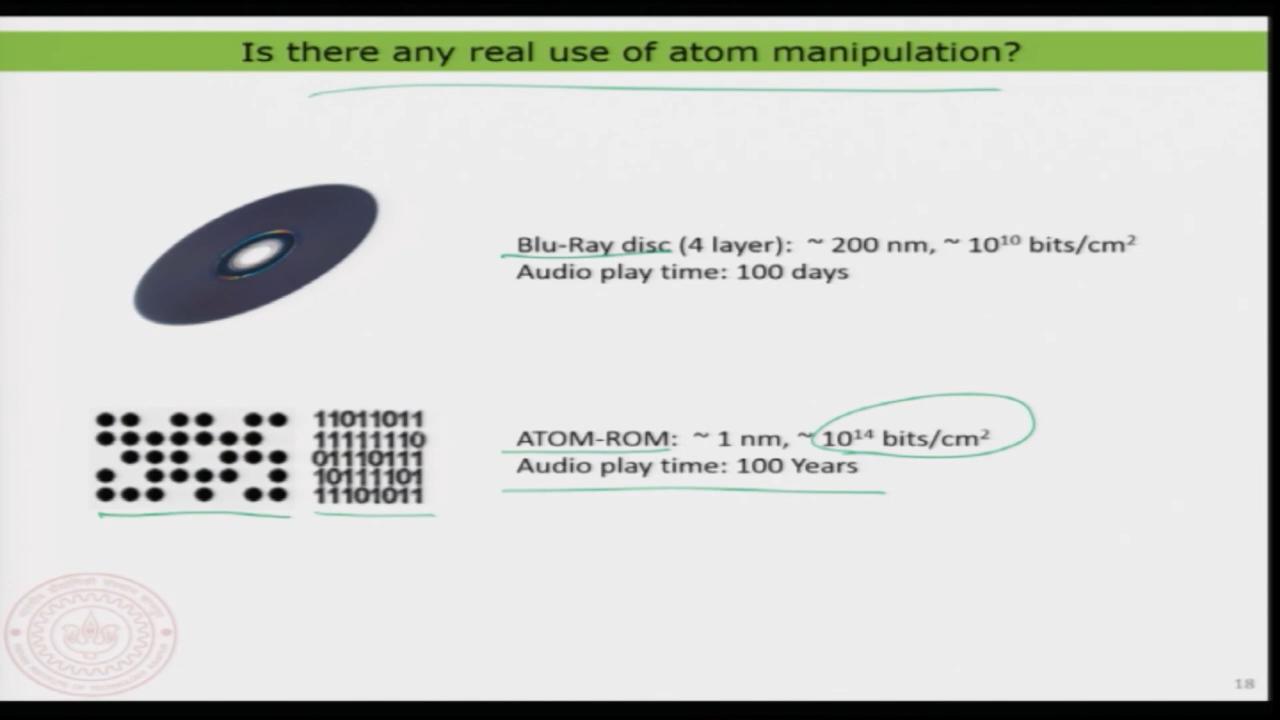 Is there any real use of atom manipulation?
Blu-Ray disc (4 layer): ~ 200 nm, ~ 10¹⁰ bits/cm²
Audio play time: 100 days
11011011
11111110
01110111
10111101
11101011
ATOM-ROM: ~ 1 nm, ~ 10¹⁴ bits/cm²
Audio play time: 100 Years
18